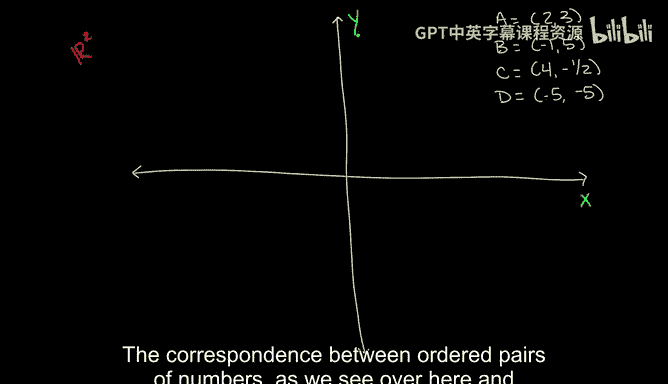 ℝ²
y
GPT中英字幕课程资源 bilibili
A = (2, 3)
B = (-1, 5)
C = (4, -1/2)
D = (-5, -5)
x
The correspondence between ordered pairs
of numbers, as we see over here and